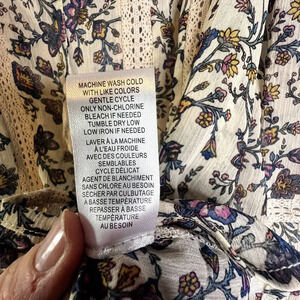 MACHINE WASH COLD
WITH LIKE COLORS
GENTLE CYCLE
ONLY NON-CHLORINE
BLEACH IF NEEDED
TUMBLE DRY LOW
LOW IRON IF NEEDED
LAVER À LA MACHINE
À L'EAU FROIDE
AVEC DES COULEURS
SEMBLABLES
CYCLE DÉLICAT
AGENT DE BLANCHIMENT
SANS CHLORE AU BESOIN
SÉCHER PAR CULBUTAGE
À BASSE TEMPÉRATURE
REPASSER À BASSE
TEMPÉRATURE
AU BESOIN